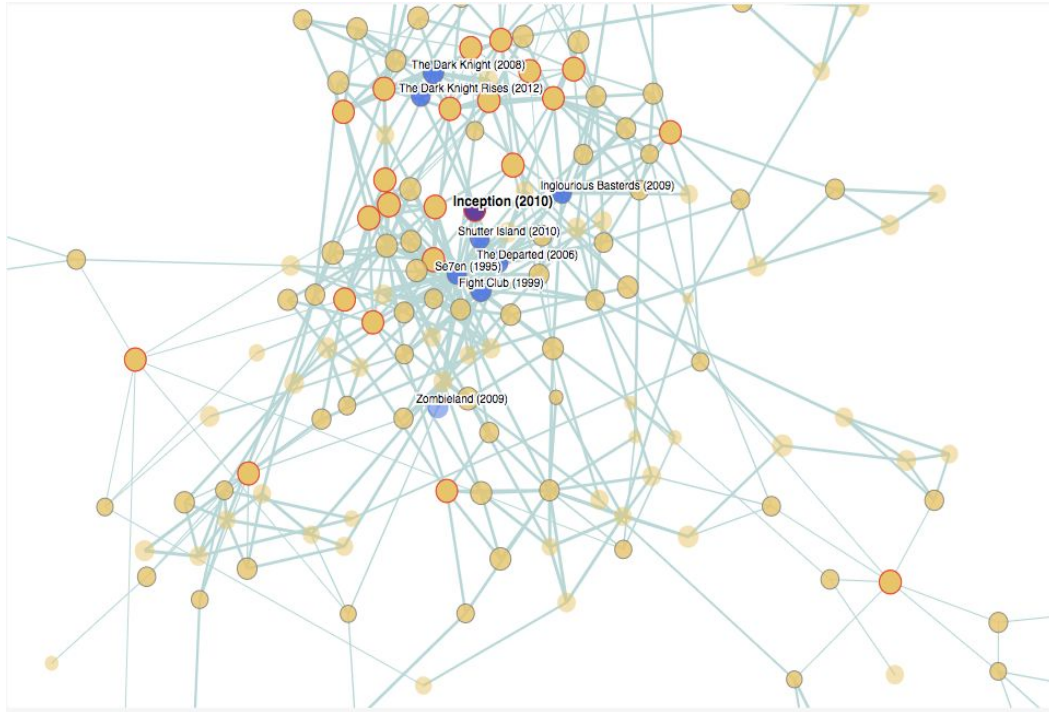 The Dark Knight (2008)
The Dark Knight Rises (2012)
Inglourious Basterds (2009)
Inception (2010)
Shutter Island (2010)
The Departed (2006)
Se7en (1995)
Fight Club (1999)
Zombieland (2009)